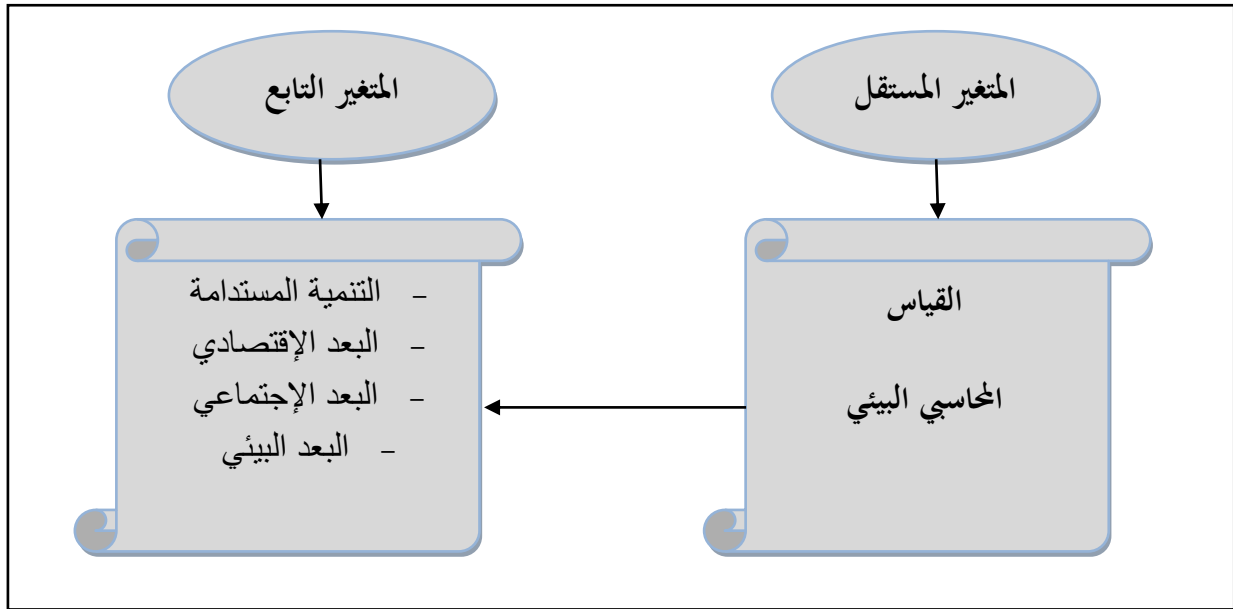 المتغير المستقل
المتغير التابع
القياس
المحاسبي البيئي
- التنمية المستدامة
- البعد الإقتصادي
- البعد الإجتماعي
- البعد البيئي